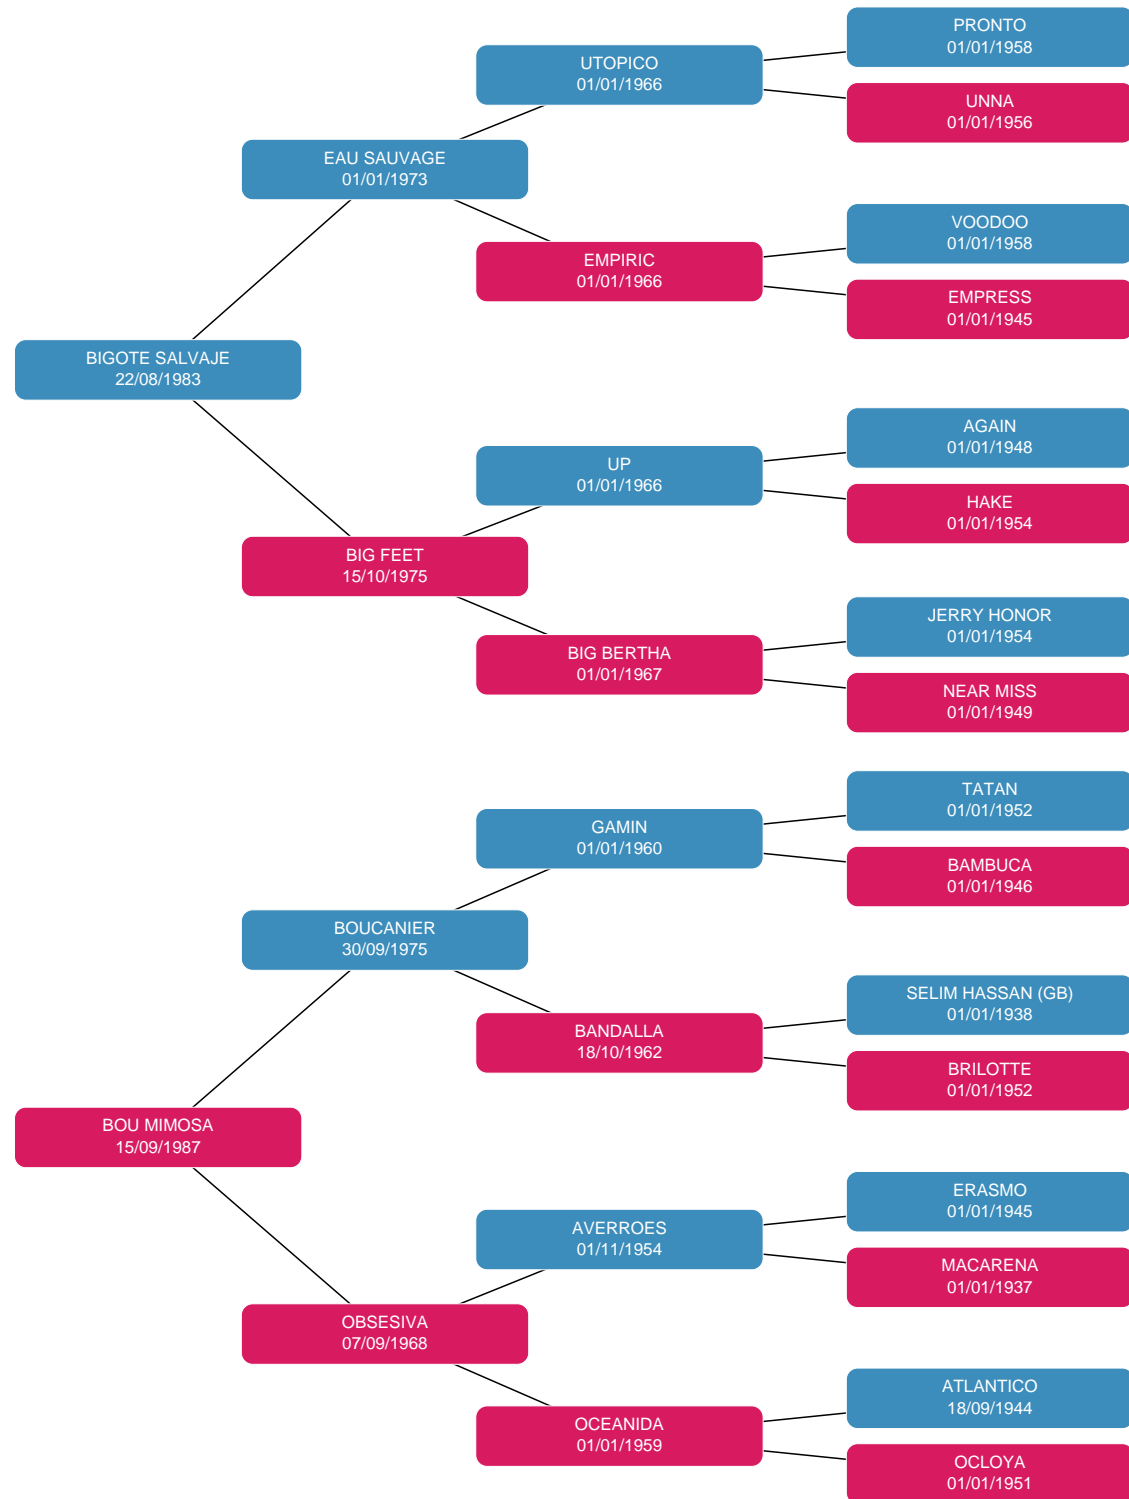 PRONTO
01/01/1958
UTOPICO
01/01/1966
UNNA
01/01/1956
EAU SAUVAGE
01/01/1973
VOODOO
01/01/1958
EMPIRIC
01/01/1966
EMPRESS
01/01/1945
BIGOTE SALVAJE
22/08/1983
AGAIN
01/01/1948
UP
01/01/1966
HAKE
01/01/1954
BIG FEET
15/10/1975
JERRY HONOR
01/01/1954
BIG BERTHA
01/01/1967
NEAR MISS
01/01/1949
TATAN
01/01/1952
GAMIN
01/01/1960
BAMBUCA
01/01/1946
BOUCANIER
30/09/1975
SELIM HASSAN (GB)
01/01/1938
BANDALLA
18/10/1962
BRILOTTE
01/01/1952
BOU MIMOSA
15/09/1987
ERASMO
01/01/1945
AVERROES
01/11/1954
MACARENA
01/01/1937
OBSESIVA
07/09/1968
ATLANTICO
18/09/1944
OCEANIDA
01/01/1959
OCLOYA
01/01/1951